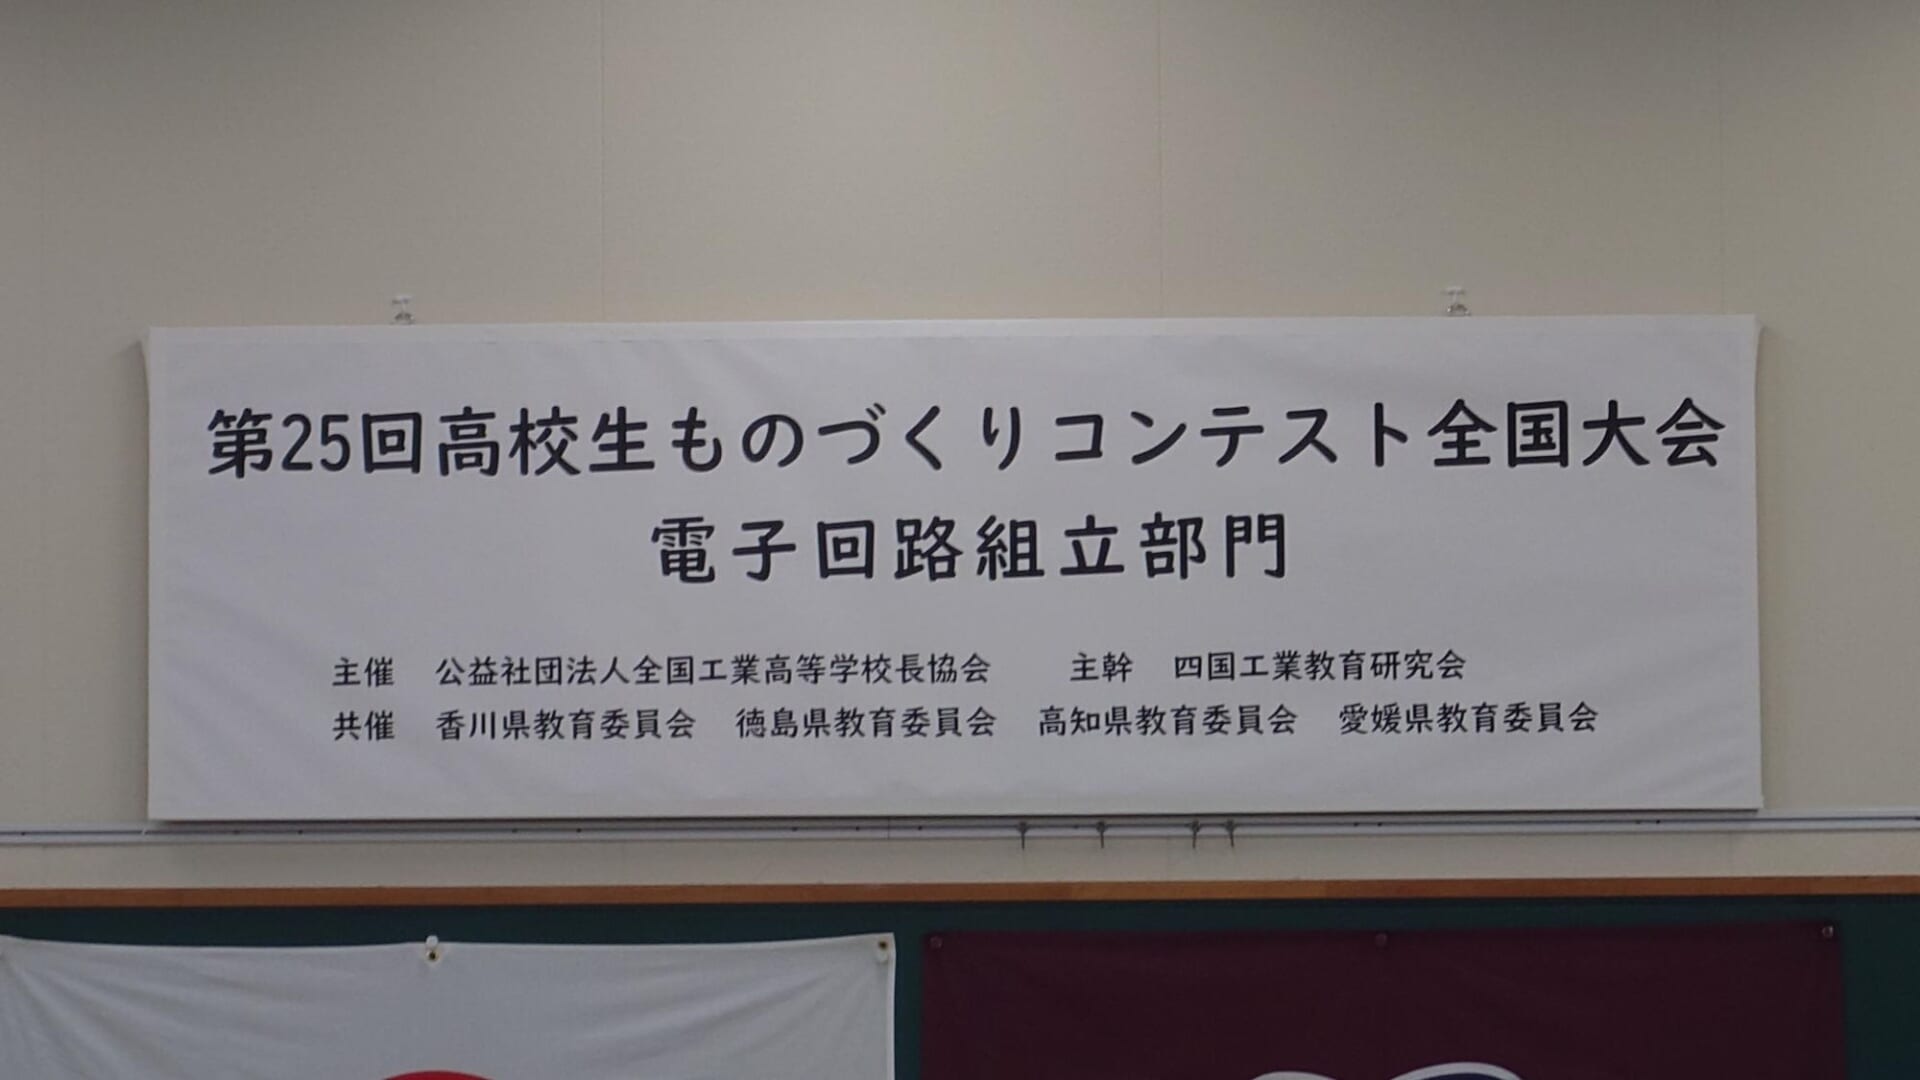 第25回高校生ものづくりコンテスト全国大会
電子回路組立部門
主催　公益社団法人全国工業高等学校長協会　　主幹　四国工業教育研究会
共催　香川県教育委員会　徳島県教育委員会　高知県教育委員会　愛媛県教育委員会